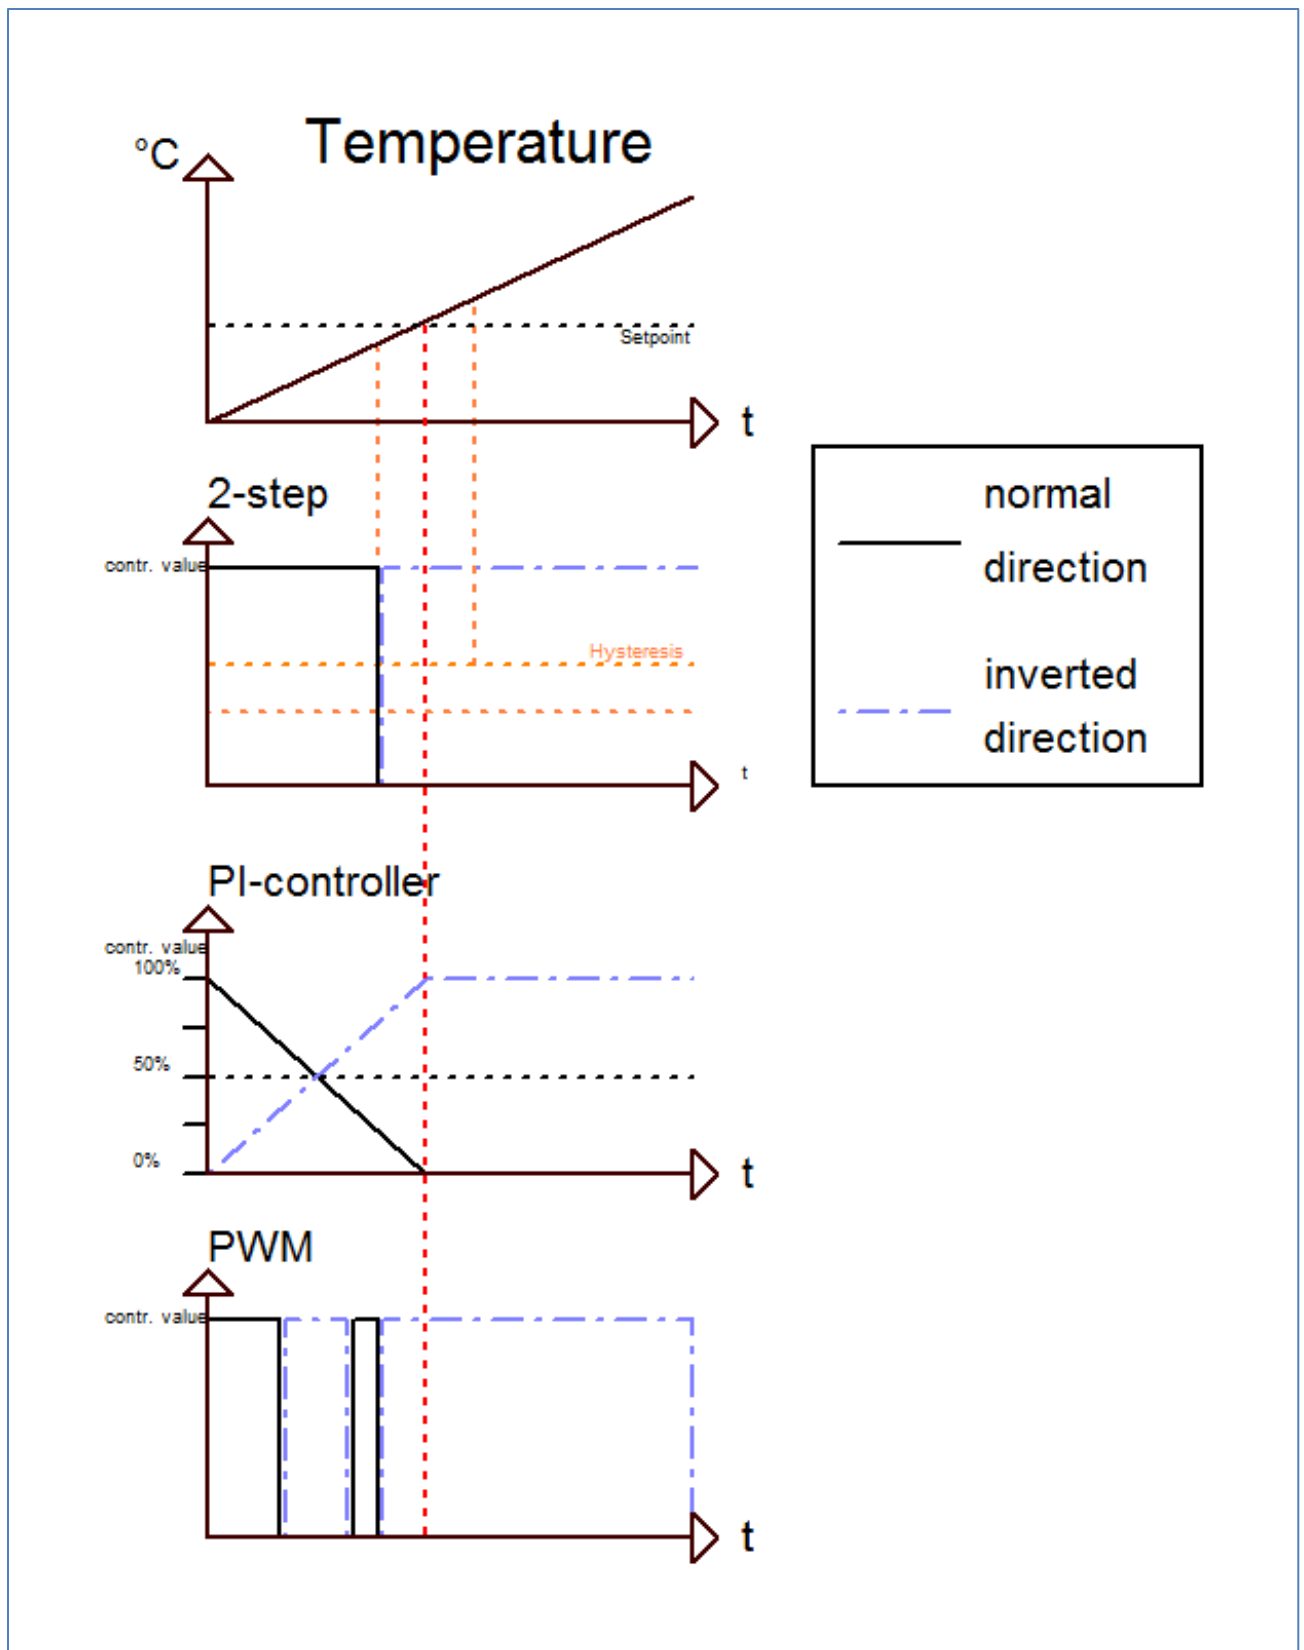 Temperature
°C
Setpoint
t
2-step
contr. value
Hysteresis
t
normal
direction
inverted
direction
PI-controller
contr. value
100%
50%
0%
t
PWM
contr. value
t